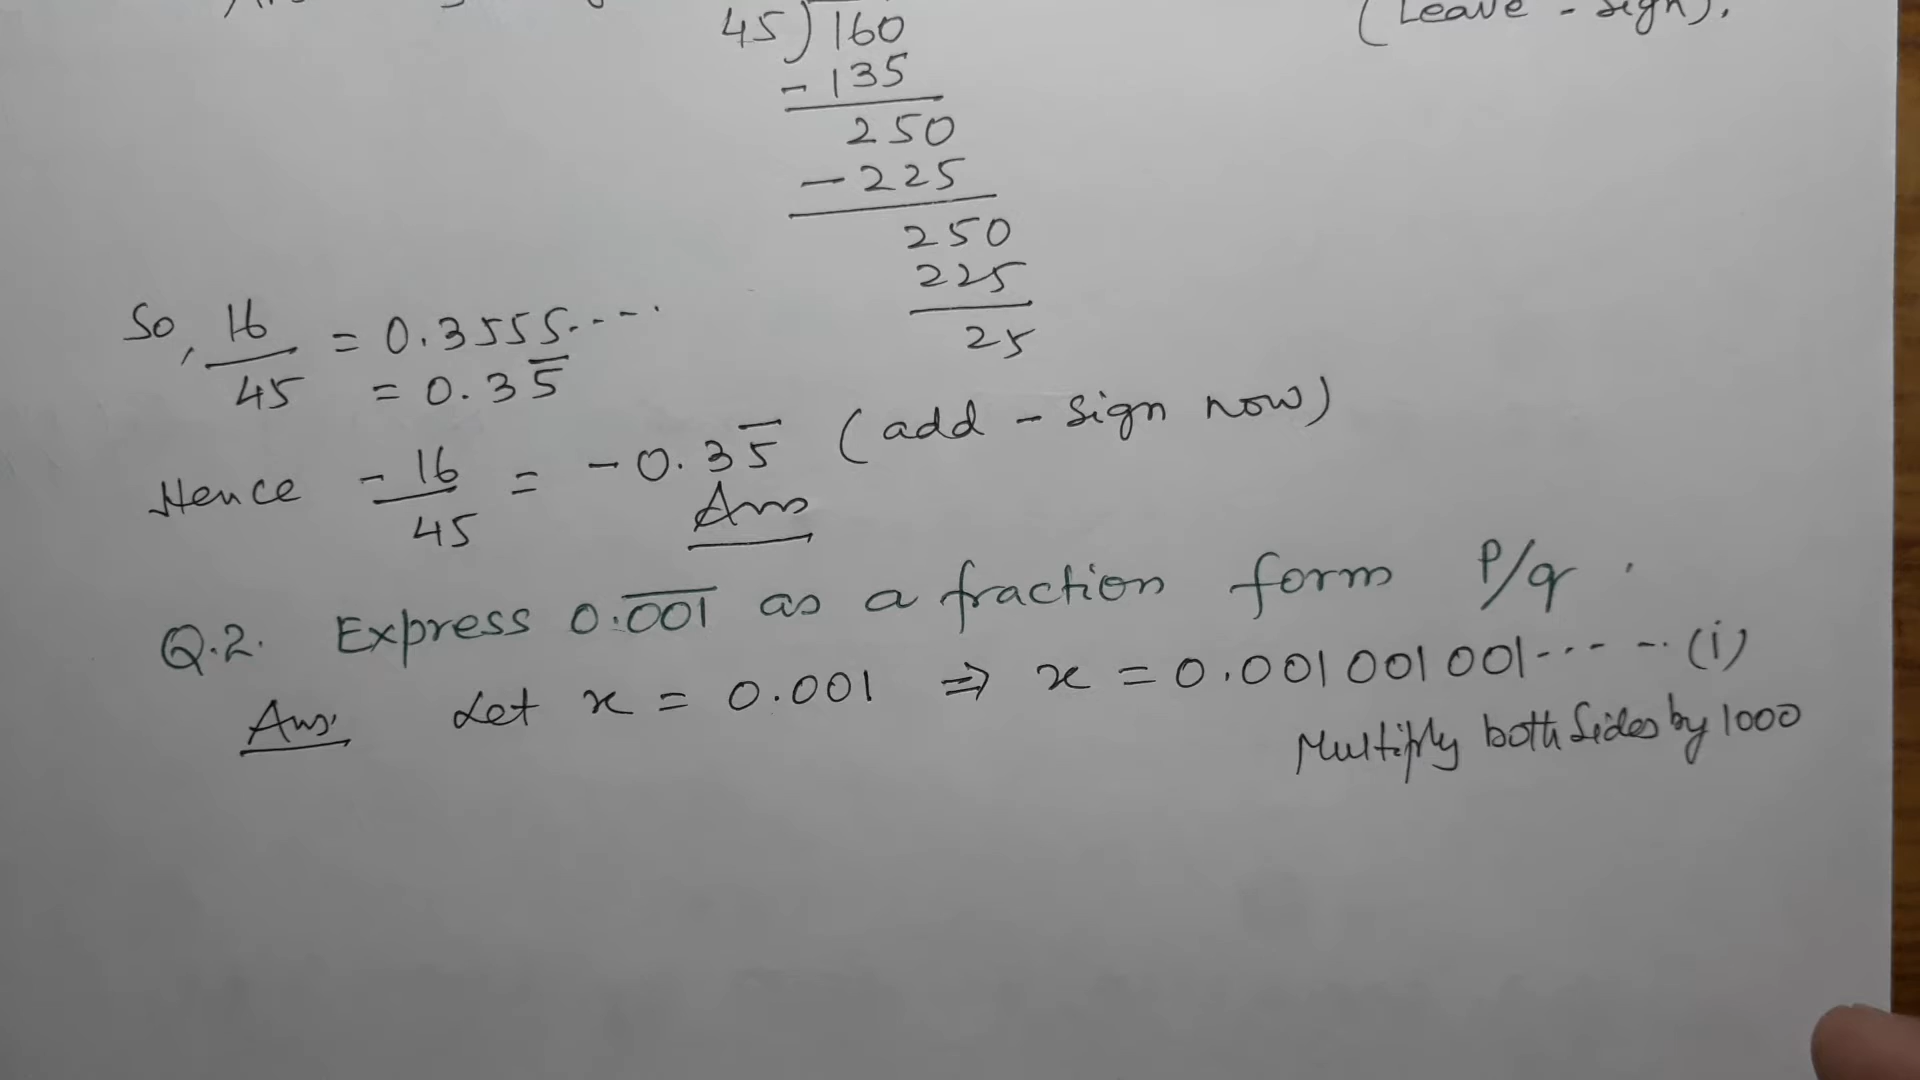 45)160 (Leave - sign).
- 135
250
- 225
250
225
25
So, 16/45 = 0.3555.....
= 0.35̅
Hence -16/45 = -0.35̅ (add - sign now)
Ans
Q.2. Express 0.0̅0̅1̅ as a fraction form P/q.
Ans. Let x = 0.001 ⇒ x = 0.001001001..... (i)
Multiply both sides by 1000